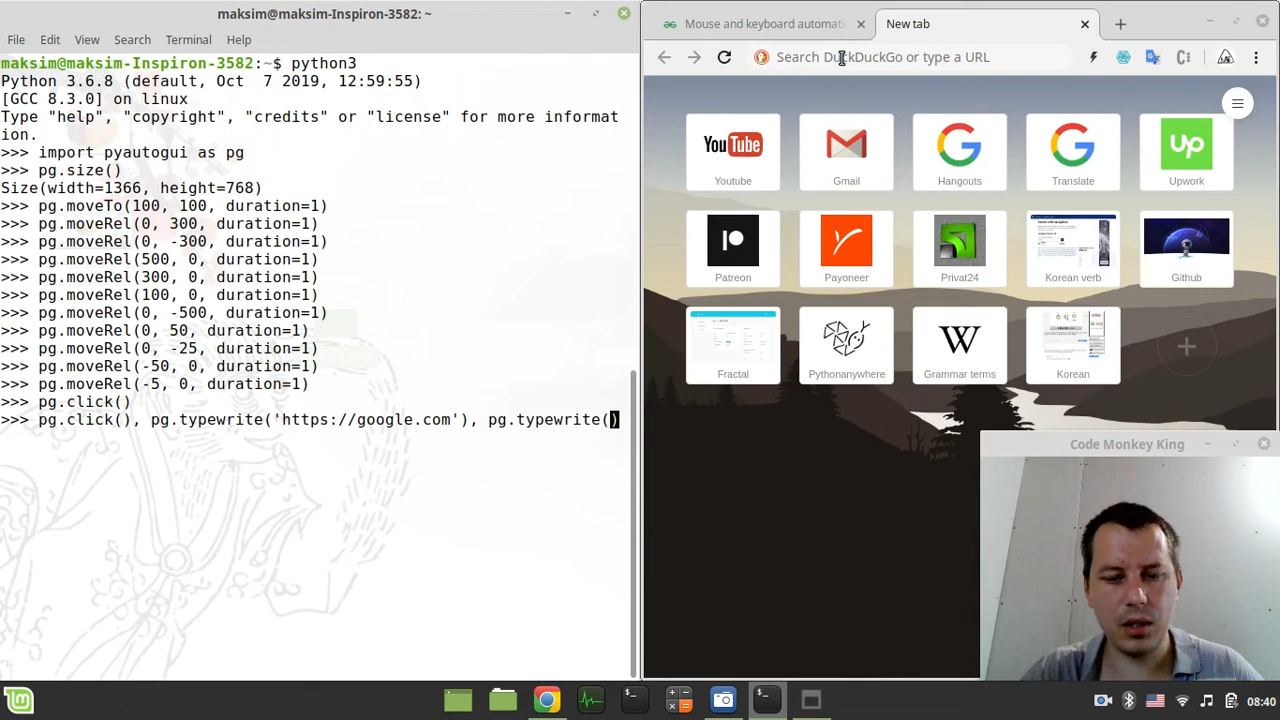 maksim@maksim-Inspiron-3582: ~
File Edit View Search Terminal Help
maksim@maksim-Inspiron-3582:~$ python3
Python 3.6.8 (default, Oct  7 2019, 12:59:55)
[GCC 8.3.0] on linux
Type "help", "copyright", "credits" or "license" for more informat
ion.
>>> import pyautogui as pg
>>> pg.size()
Size(width=1366, height=768)
>>> pg.moveTo(100, 100, duration=1)
>>> pg.moveRel(0, 300, duration=1)
>>> pg.moveRel(0, -300, duration=1)
>>> pg.moveRel(500, 0, duration=1)
>>> pg.moveRel(300, 0, duration=1)
>>> pg.moveRel(100, 0, duration=1)
>>> pg.moveRel(0, -500, duration=1)
>>> pg.moveRel(0, 50, duration=1)
>>> pg.moveRel(0, -25, duration=1)
>>> pg.moveRel(-50, 0, duration=1)
>>> pg.moveRel(-5, 0, duration=1)
>>> pg.click()
>>> pg.click(), pg.typewrite('https://google.com'), pg.typewrite()
Mouse and keyboard automati
New tab
Search DuckDuckGo or type a URL
YouTube
Up
Youtube Gmail Hangouts Translate Upwork
Patreon Payoneer Privat24 Korean verb Github
W
Fractal Pythonanywhere Grammar terms Korean
Code Monkey King
08:40